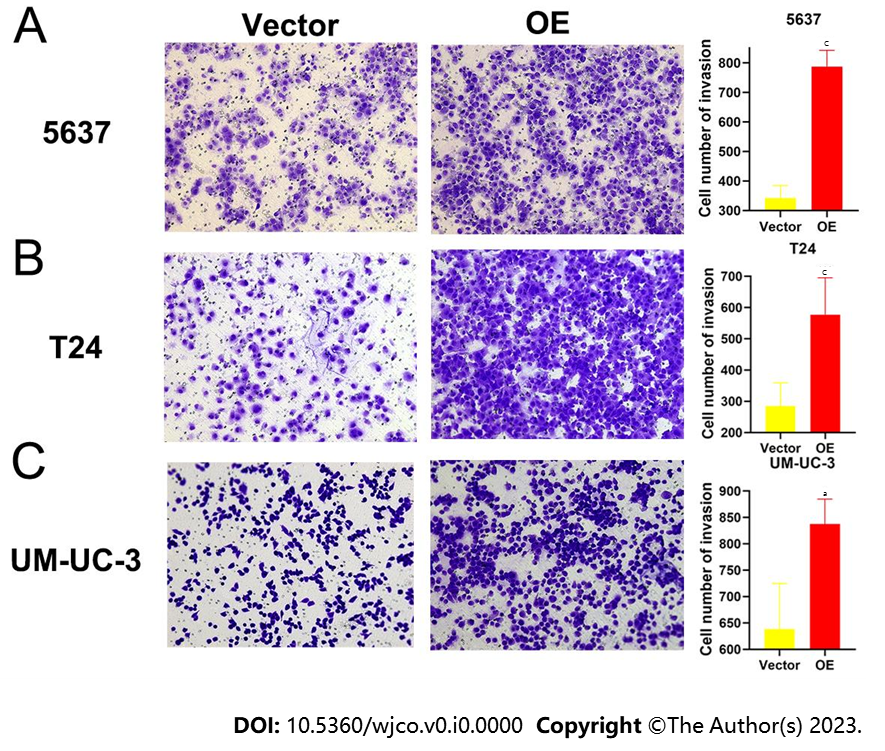 A
Vector
OE
5637
5637
Cell number of invasion
800
700
600
500
400
300
c
Vector OE
B
T24
T24
Cell number of invasion
700
600
500
400
300
200
c
Vector OE
C
UM-UC-3
UM-UC-3
Cell number of invasion
900
850
800
750
700
650
600
a
Vector OE
DOI: 10.5360/wjco.v0.i0.0000 Copyright ©The Author(s) 2023.